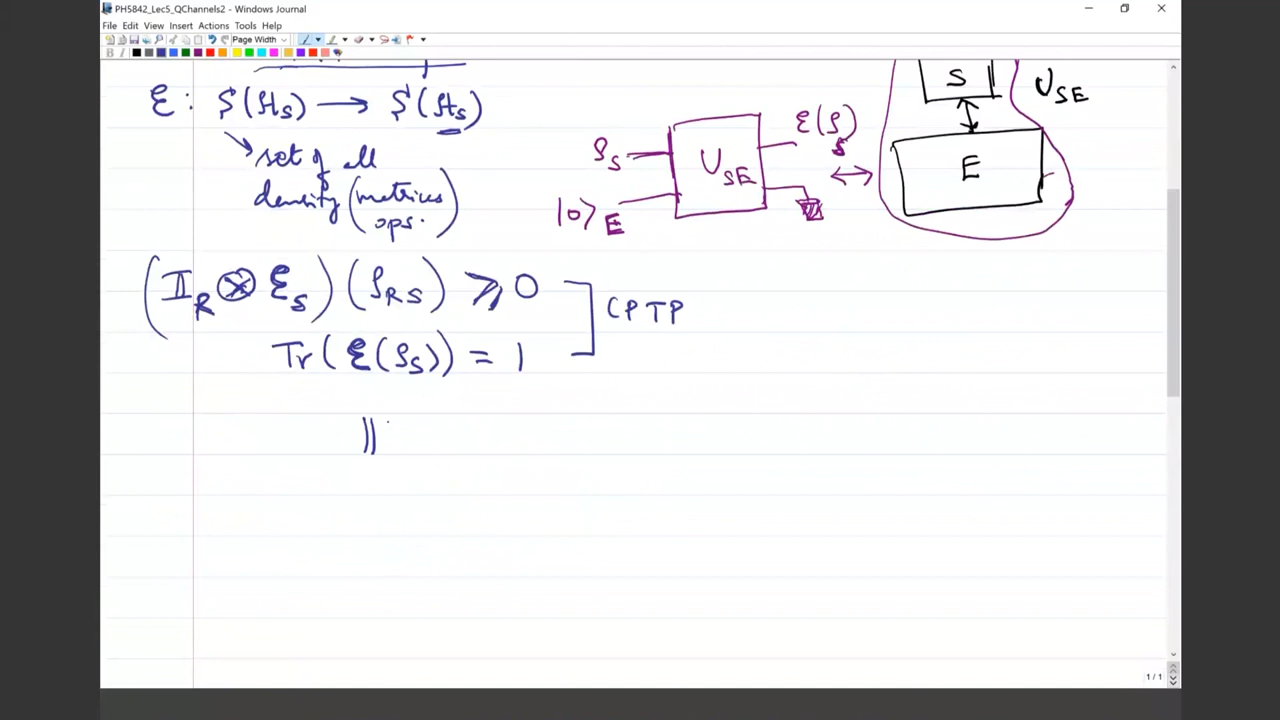 PH5842_Lec5_QChannels2 - Windows Journal
File Edit View Insert Actions Tools Help
Page Width
B I
ℰ : S(ℋs) → S(ℋs)
set of all
density (matrices
ops.)
ρS
|0⟩E
USE
ℰ(ρS)
↔
S
E
USE
(𝕀R ⊗ ℰS) (ρRS) ⩾ 0
Tr( ℰ(ρS)) = 1
CPTP
||
1 / 1